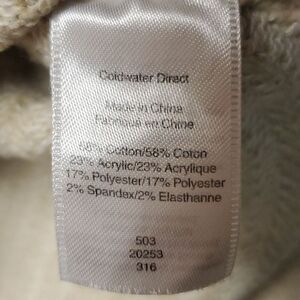 Coldwater Direct
Made in China
Fabriqué en Chine
58% Cotton/58% Coton
23% Acrylic/23% Acrylique
17% Polyester/17% Polyester
2% Spandex/2% Elasthanne
503
20253
316